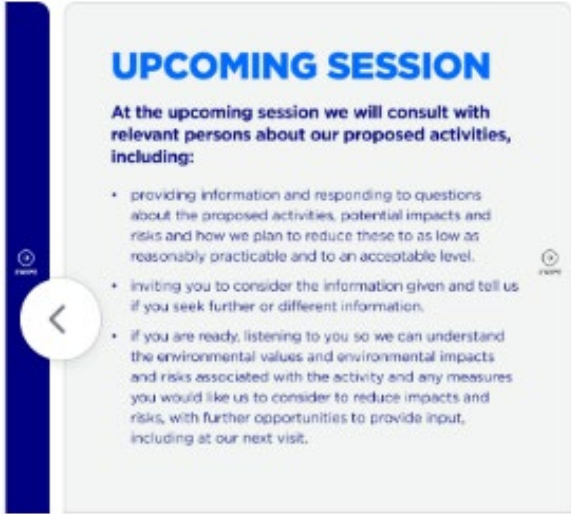 UPCOMING SESSION
At the upcoming session we will consult with
relevant persons about our proposed activities,
including:
• providing information and responding to questions
about the proposed activities, potential impacts and
risks and how we plan to reduce these to as low as
reasonably practicable and to an acceptable level.
• inviting you to consider the information given and tell us
if you seek further or different information.
• if you are ready, listening to you so we can understand
the environmental values and environmental impacts
and risks associated with the activity and any measures
you would like us to consider to reduce impacts and
risks, with further opportunities to provide input,
including at our next visit.